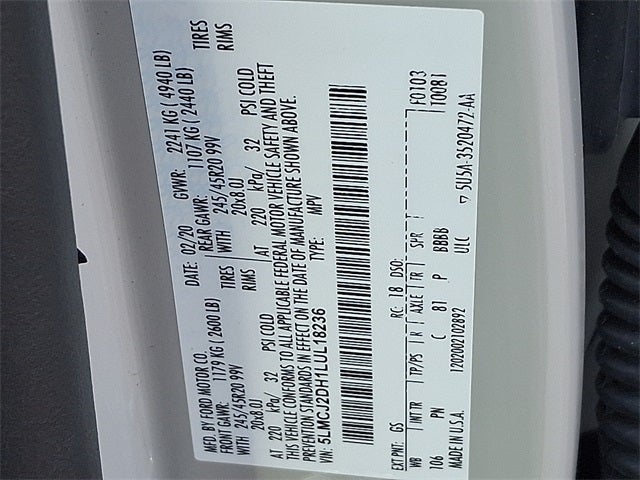 MFD. BY FORD MOTOR CO.
DATE: 02/20 GVWR: 2241 KG ( 4940 LB)
FRONT GAWR: 1179 KG (2600 LB) REAR GAWR: 1107 KG ( 2440 LB)
WITH 245/45R20 99V TIRES WITH 245/45R20 99V TIRES
20x8.0J RIMS 20x8.0J RIMS
AT 220 kPa/ 32 PSI COLD AT 220 kPa/ 32 PSI COLD
THIS VEHICLE CONFORMS TO ALL APPLICABLE FEDERAL MOTOR VEHICLE SAFETY AND THEFT
PREVENTION STANDARDS IN EFFECT ON THE DATE OF MANUFACTURE SHOWN ABOVE.
VIN: 5LMCJ2DH1LUL18236 TYPE: MPV
F0103
T0081
EXT PNT: GS RC: 18 DSO:
WB INT TR TP/PS R AXLE TR SPR
106 PN C 81 P BBBB
MADE IN U.S.A. 1202002102892 ULC
5U5A-3520472-AA